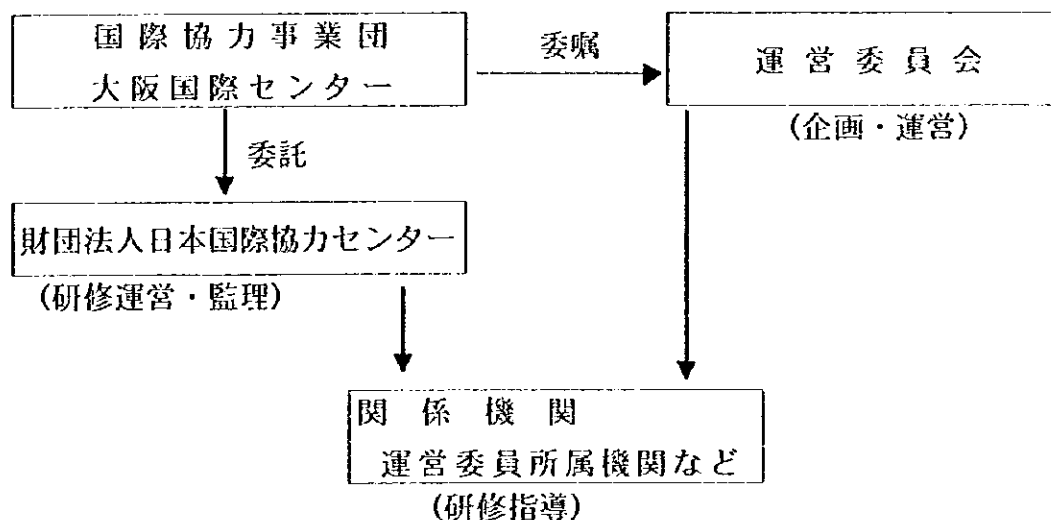 国際協力事業団
大阪国際センター
委嘱
運営委員会
(企画・運営)
委託
財団法人日本国際協力センター
(研修運営・監理)
関係機関
運営委員所属機関など
(研修指導)